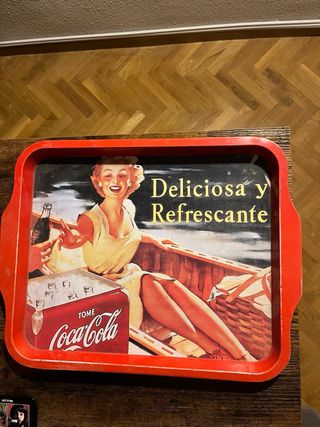 Deliciosa y
Refrescante
TOME
Coca-Cola